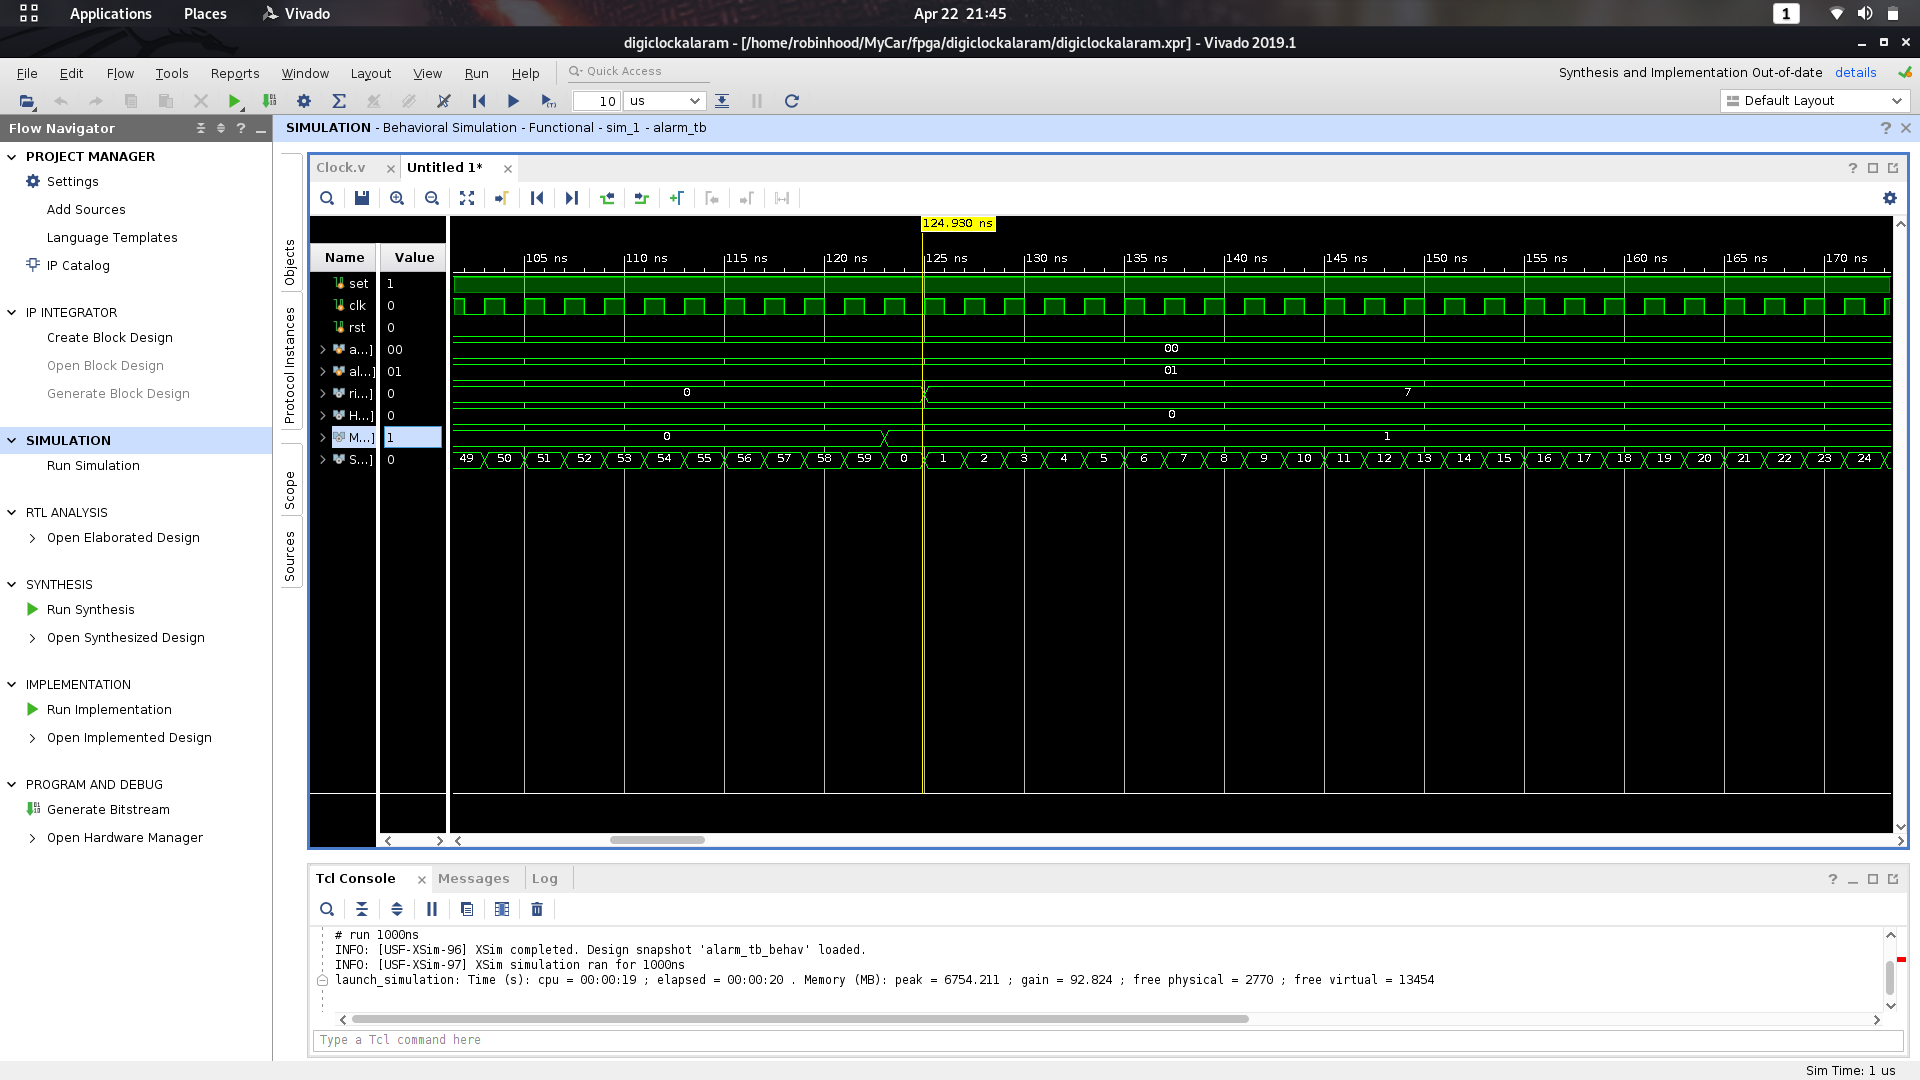 Applications Places Vivado Apr 22 21:45 1
digiclockalaram - [/home/robinhood/MyCar/fpga/digiclockalaram/digiclockalaram.xpr] - Vivado 2019.1
File Edit Flow Tools Reports Window Layout View Run Help Quick Access Synthesis and Implementation Out-of-date details
10 us Default Layout
Flow Navigator
SIMULATION - Behavioral Simulation - Functional - sim_1 - alarm_tb
PROJECT MANAGER
Settings
Add Sources
Language Templates
IP Catalog
IP INTEGRATOR
Create Block Design
Open Block Design
Generate Block Design
SIMULATION
Run Simulation
RTL ANALYSIS
Open Elaborated Design
SYNTHESIS
Run Synthesis
Open Synthesized Design
IMPLEMENTATION
Run Implementation
Open Implemented Design
PROGRAM AND DEBUG
Generate Bitstream
Open Hardware Manager
Objects
Protocol Instances
Scope
Sources
Clock.v Untitled 1*
124.930 ns
Name Value 105 ns 110 ns 115 ns 120 ns 125 ns 130 ns 135 ns 140 ns 145 ns 150 ns 155 ns 160 ns 165 ns 170 ns
set 1
clk 0
rst 0
a...] 00 00
al...] 01 01
ri...] 0 0 7
H...] 0 0
M...] 1 0 1
S...] 0 49 50 51 52 53 54 55 56 57 58 59 0 1 2 3 4 5 6 7 8 9 10 11 12 13 14 15 16 17 18 19 20 21 22 23 24
Tcl Console Messages Log
# run 1000ns
INFO: [USF-XSim-96] XSim completed. Design snapshot 'alarm_tb_behav' loaded.
INFO: [USF-XSim-97] XSim simulation ran for 1000ns
launch_simulation: Time (s): cpu = 00:00:19 ; elapsed = 00:00:20 . Memory (MB): peak = 6754.211 ; gain = 92.824 ; free physical = 2770 ; free virtual = 13454
Type a Tcl command here
Sim Time: 1 us